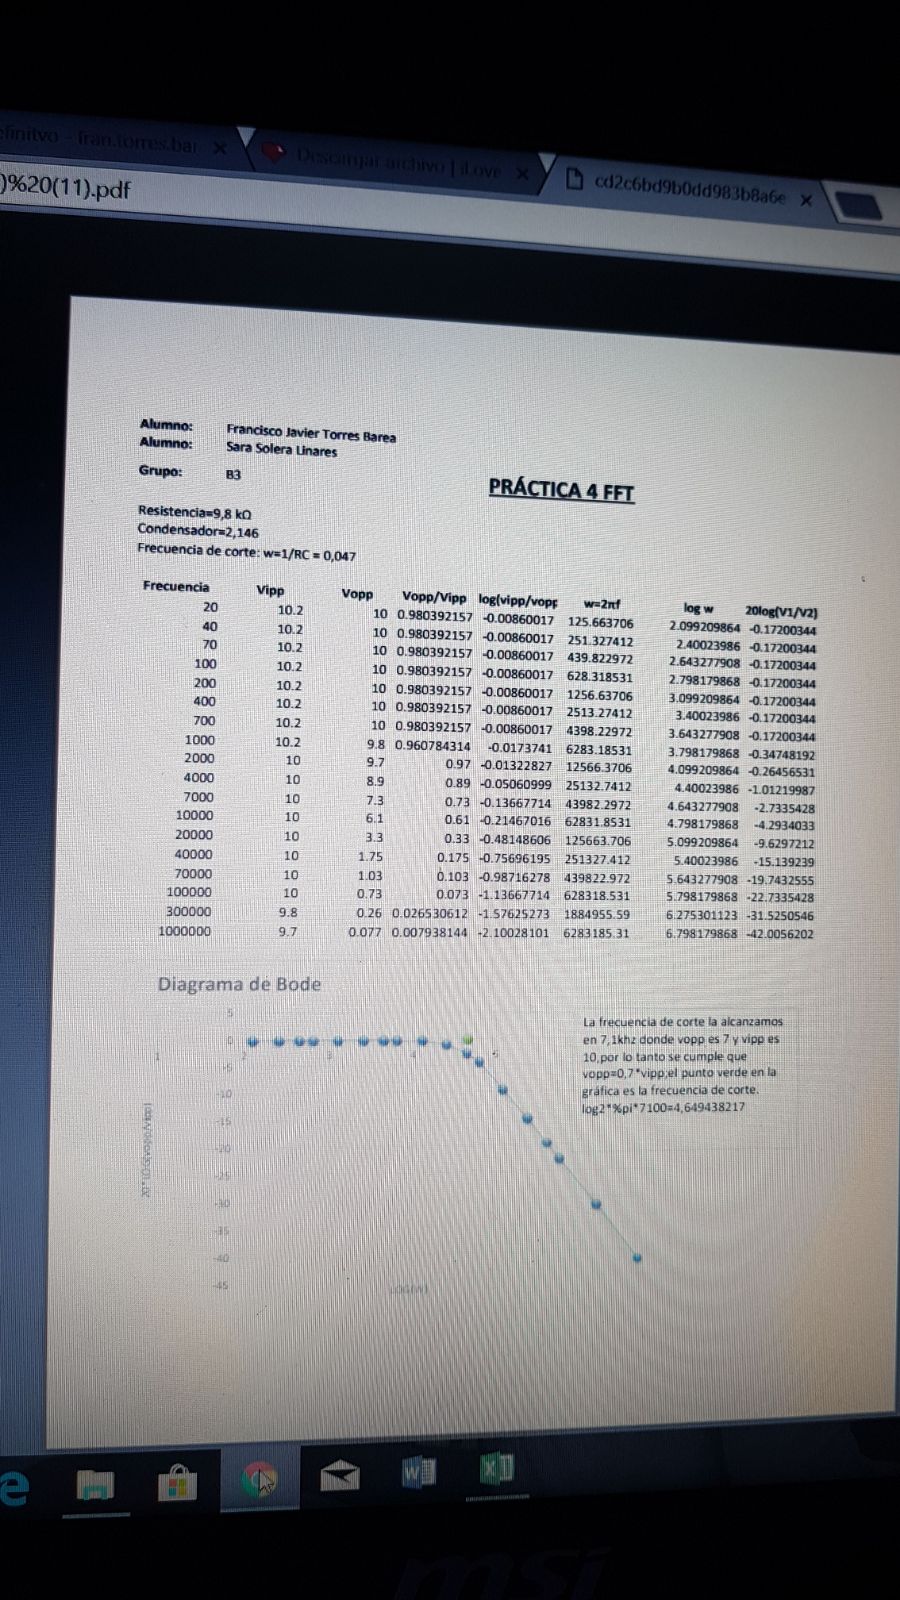 efinitvo - fran.torres.bar
Descargar archivo | iLove
cd2c6bd9b0dd983b8a6e
)%20(11).pdf
Alumno: Francisco Javier Torres Barea
Alumno: Sara Solera Linares
Grupo: B3
PRÁCTICA 4 FFT
Resistencia=9,8 kΩ
Condensador=2,146
Frecuencia de corte: w=1/RC = 0,047
Frecuencia Vipp Vopp Vopp/Vipp log(vipp/vopp w=2πf log w 20log(V1/V2)
20 10.2 10 0.980392157 -0.00860017 125.663706 2.099209864 -0.17200344
40 10.2 10 0.980392157 -0.00860017 251.327412 2.40023986 -0.17200344
70 10.2 10 0.980392157 -0.00860017 439.822972 2.643277908 -0.17200344
100 10.2 10 0.980392157 -0.00860017 628.318531 2.798179868 -0.17200344
200 10.2 10 0.980392157 -0.00860017 1256.63706 3.099209864 -0.17200344
400 10.2 10 0.980392157 -0.00860017 2513.27412 3.40023986 -0.17200344
700 10.2 10 0.980392157 -0.00860017 4398.22972 3.643277908 -0.17200344
1000 10.2 9.8 0.960784314 -0.0173741 6283.18531 3.798179868 -0.34748192
2000 10 9.7 0.97 -0.01322827 12566.3706 4.099209864 -0.26456531
4000 10 8.9 0.89 -0.05060999 25132.7412 4.40023986 -1.01219987
7000 10 7.3 0.73 -0.13667714 43982.2972 4.643277908 -2.7335428
10000 10 6.1 0.61 -0.21467016 62831.8531 4.798179868 -4.2934033
20000 10 3.3 0.33 -0.48148606 125663.706 5.099209864 -9.6297212
40000 10 1.75 0.175 -0.75696195 251327.412 5.40023986 -15.139239
70000 10 1.03 0.103 -0.98716278 439822.972 5.643277908 -19.7432555
100000 10 0.73 0.073 -1.13667714 628318.531 5.798179868 -22.7335428
300000 9.8 0.26 0.026530612 -1.57625273 1884955.59 6.275301123 -31.5250546
1000000 9.7 0.077 0.007938144 -2.10028101 6283185.31 6.798179868 -42.0056202
Diagrama de Bode
5
0
1 2 3 4 5
-5
-10
-15
-20
-25
-30
-35
-40
-45
LOG(W)
La frecuencia de corte la alcanzamos
en 7,1khz donde vopp es 7 y vipp es
10,por lo tanto se cumple que
vopp=0,7*vipp;el punto verde en la
gráfica es la frecuencia de corte.
log2*%pi*7100=4,649438217
msi